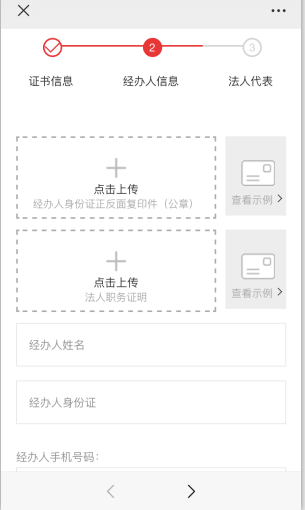 2
3
证书信息
经办人信息
法人代表
点击上传
经办人身份证正反面复印件（公章）
查看示例
点击上传
法人职务证明
查看示例
经办人姓名
经办人身份证
经办人手机号码：